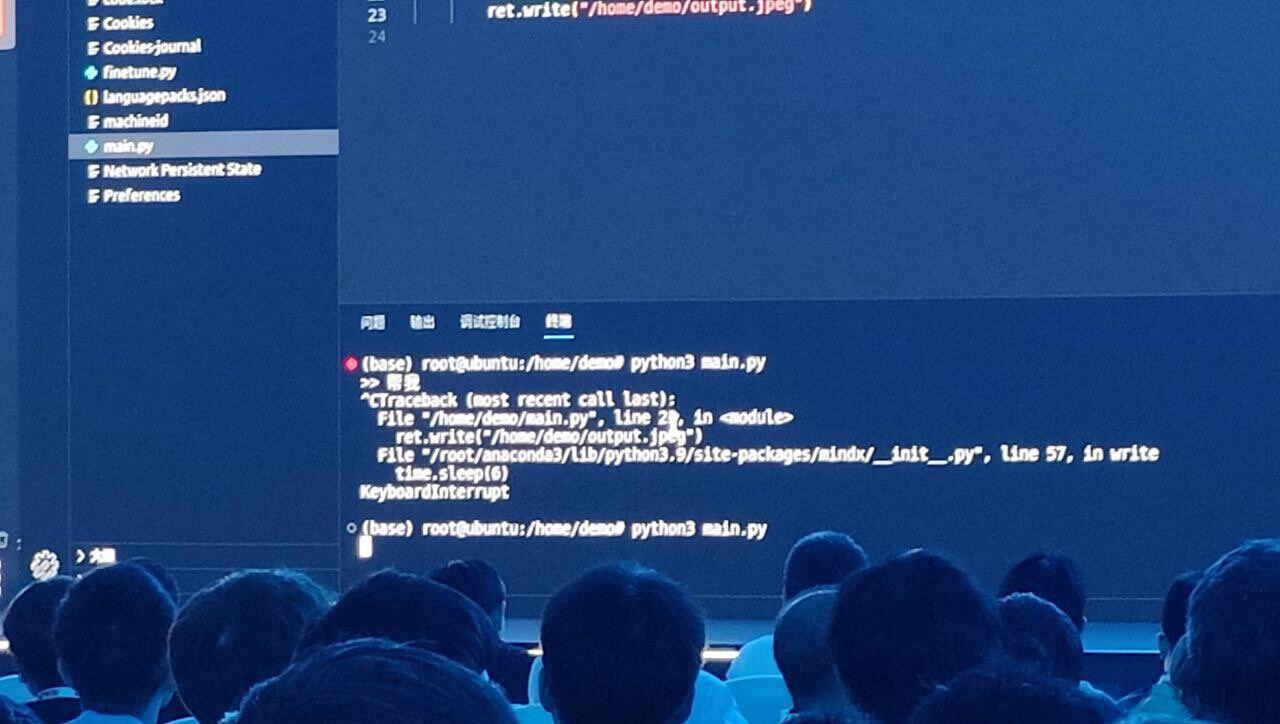 Cookies
Cookies-journal
finetune.py
languagepacks.json
machineid
main.py
Network Persistent State
Preferences
23 ret.write("/home/demo/output.jpeg")
24
问题 输出 调试控制台 终端
(base) root@ubuntu:/home/demo# python3 main.py
>> 帮我
^CTraceback (most recent call last):
File "/home/demo/main.py", line 23, in <module>
ret.write("/home/demo/output.jpeg")
File "/root/anaconda3/lib/python3.9/site-packages/mindx/__init__.py", line 57, in write
time.sleep(6)
KeyboardInterrupt
(base) root@ubuntu:/home/demo# python3 main.py